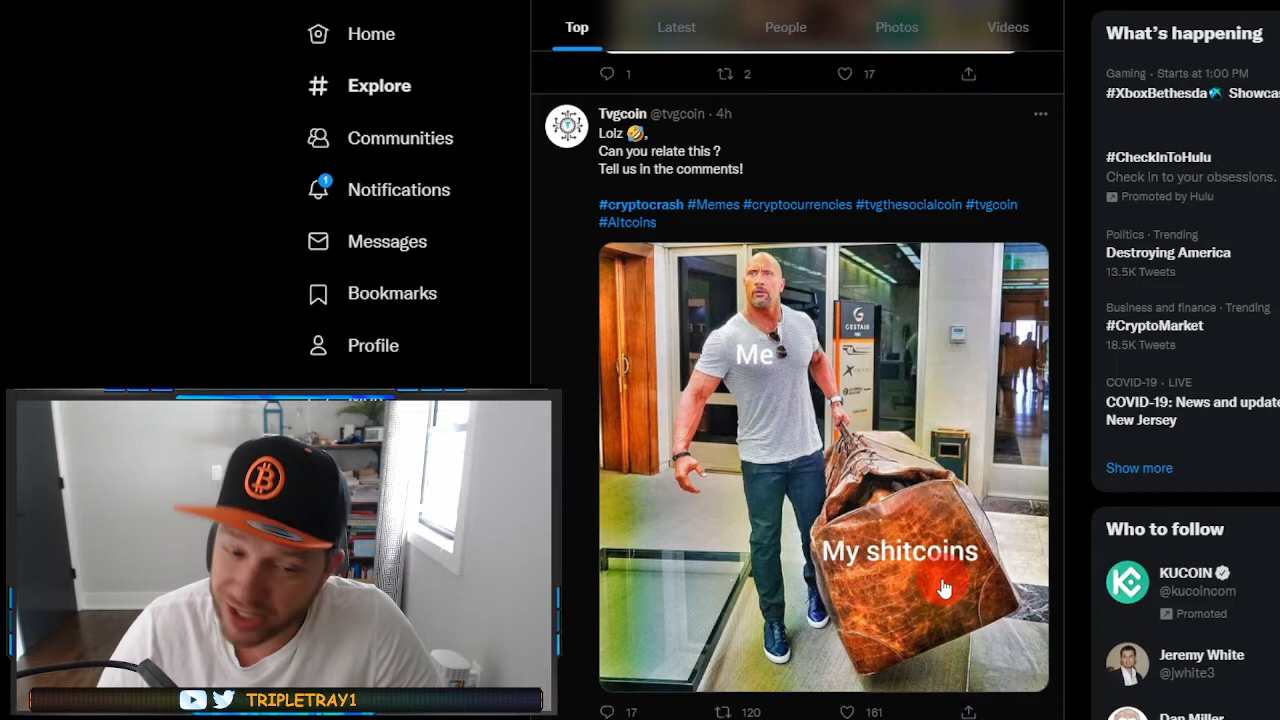 Home
Explore
Communities
Notifications
1
Messages
Bookmarks
Profile
TRIPLETRAY1
Top
Latest
People
Photos
Videos
1
2
17
Tvgcoin @tvgcoin · 4h
Lolz 🤣,
Can you relate this ?
Tell us in the comments!
#cryptocrash #Memes #cryptocurrencies #tvgthesocialcoin #tvgcoin
#Altcoins
GESTAIR
Me
My shitcoins
17
120
161
What's happening
Gaming · Starts at 1:00 PM
#XboxBethesda Showcas
#CheckInToHulu
Check in to your obsessions.
Promoted by Hulu
Politics · Trending
Destroying America
13.5K Tweets
Business and finance · Trending
#CryptoMarket
18.5K Tweets
COVID-19 · LIVE
COVID-19: News and update
New Jersey
Show more
Who to follow
KUCOIN
@kucoincom
Promoted
Jeremy White
@jwhite3
Dan Miller